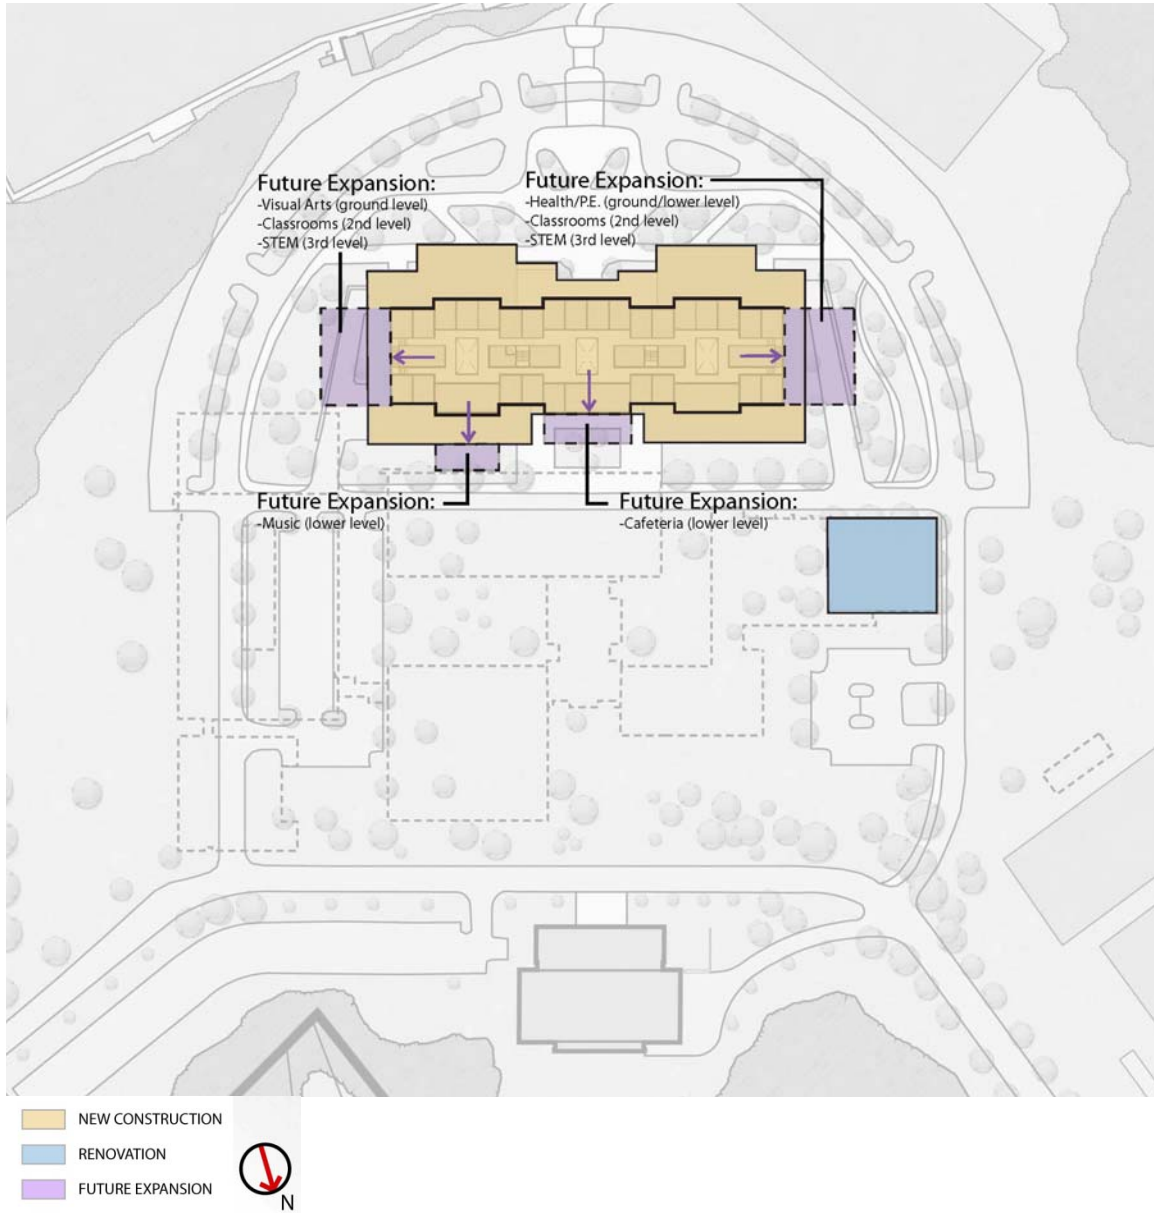 Future Expansion:
-Visual Arts (ground level)
-Classrooms (2nd level)
-STEM (3rd level)
Future Expansion:
-Health/P.E. (ground/lower level)
-Classrooms (2nd level)
-STEM (3rd level)
Future Expansion:
-Music (lower level)
Future Expansion:
-Cafeteria (lower level)
NEW CONSTRUCTION
RENOVATION
FUTURE EXPANSION
N